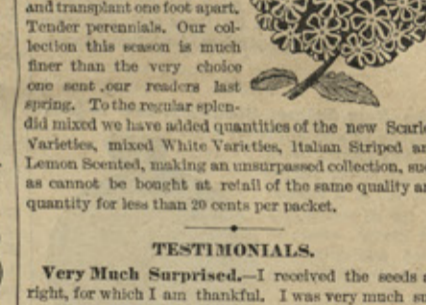 and transplant one foot apart.
Tender perennials. Our col-
lection this season is much
finer than the very choice
one sent our readers last
spring. To the regular splen-
did mixed we have added quantities of the new Scarle
Varieties, mixed White Varieties, Italian Striped an
Lemon Scented, making an unsurpassed collection, suc
as cannot be bought at retail of the same quality an
quantity for less than 20 cents per packet.
TESTIMONIALS.
Very Much Surprised.—I received the seeds a
right, for which I am thankful. I was very much su